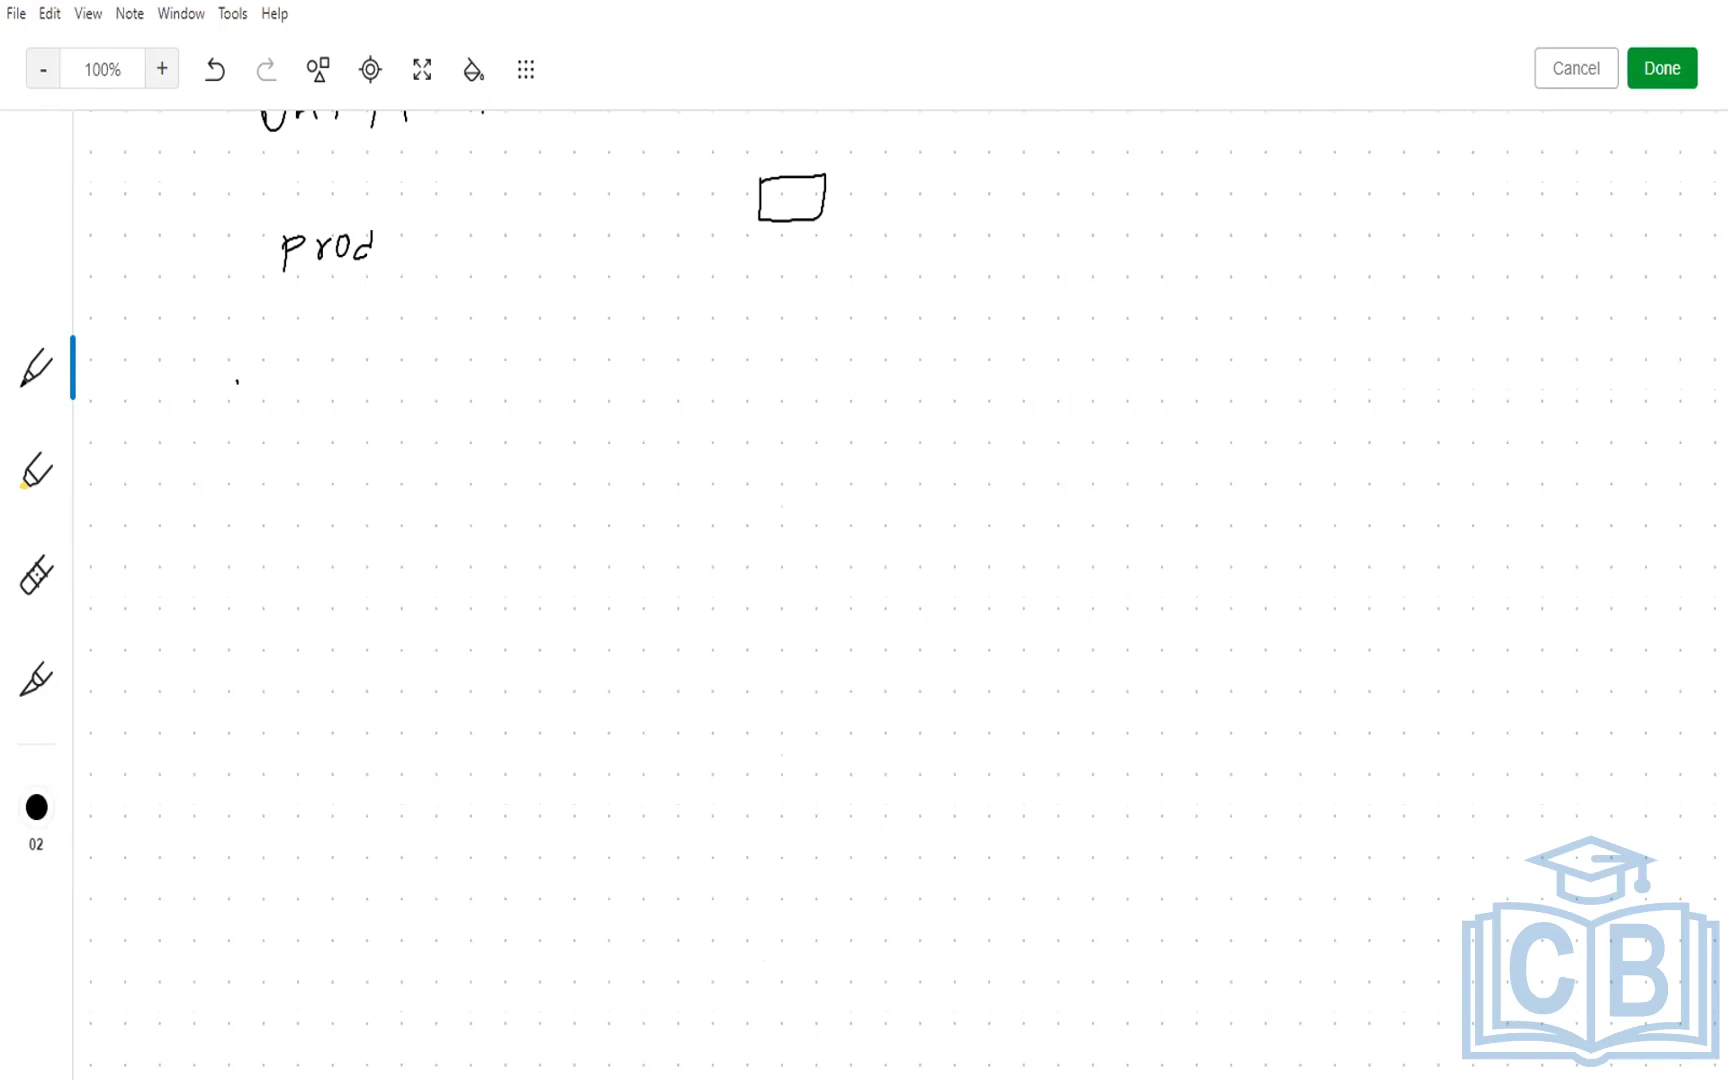 File Edit View Note Window Tools Help
- 100% + Cancel Done
prod
02
CB